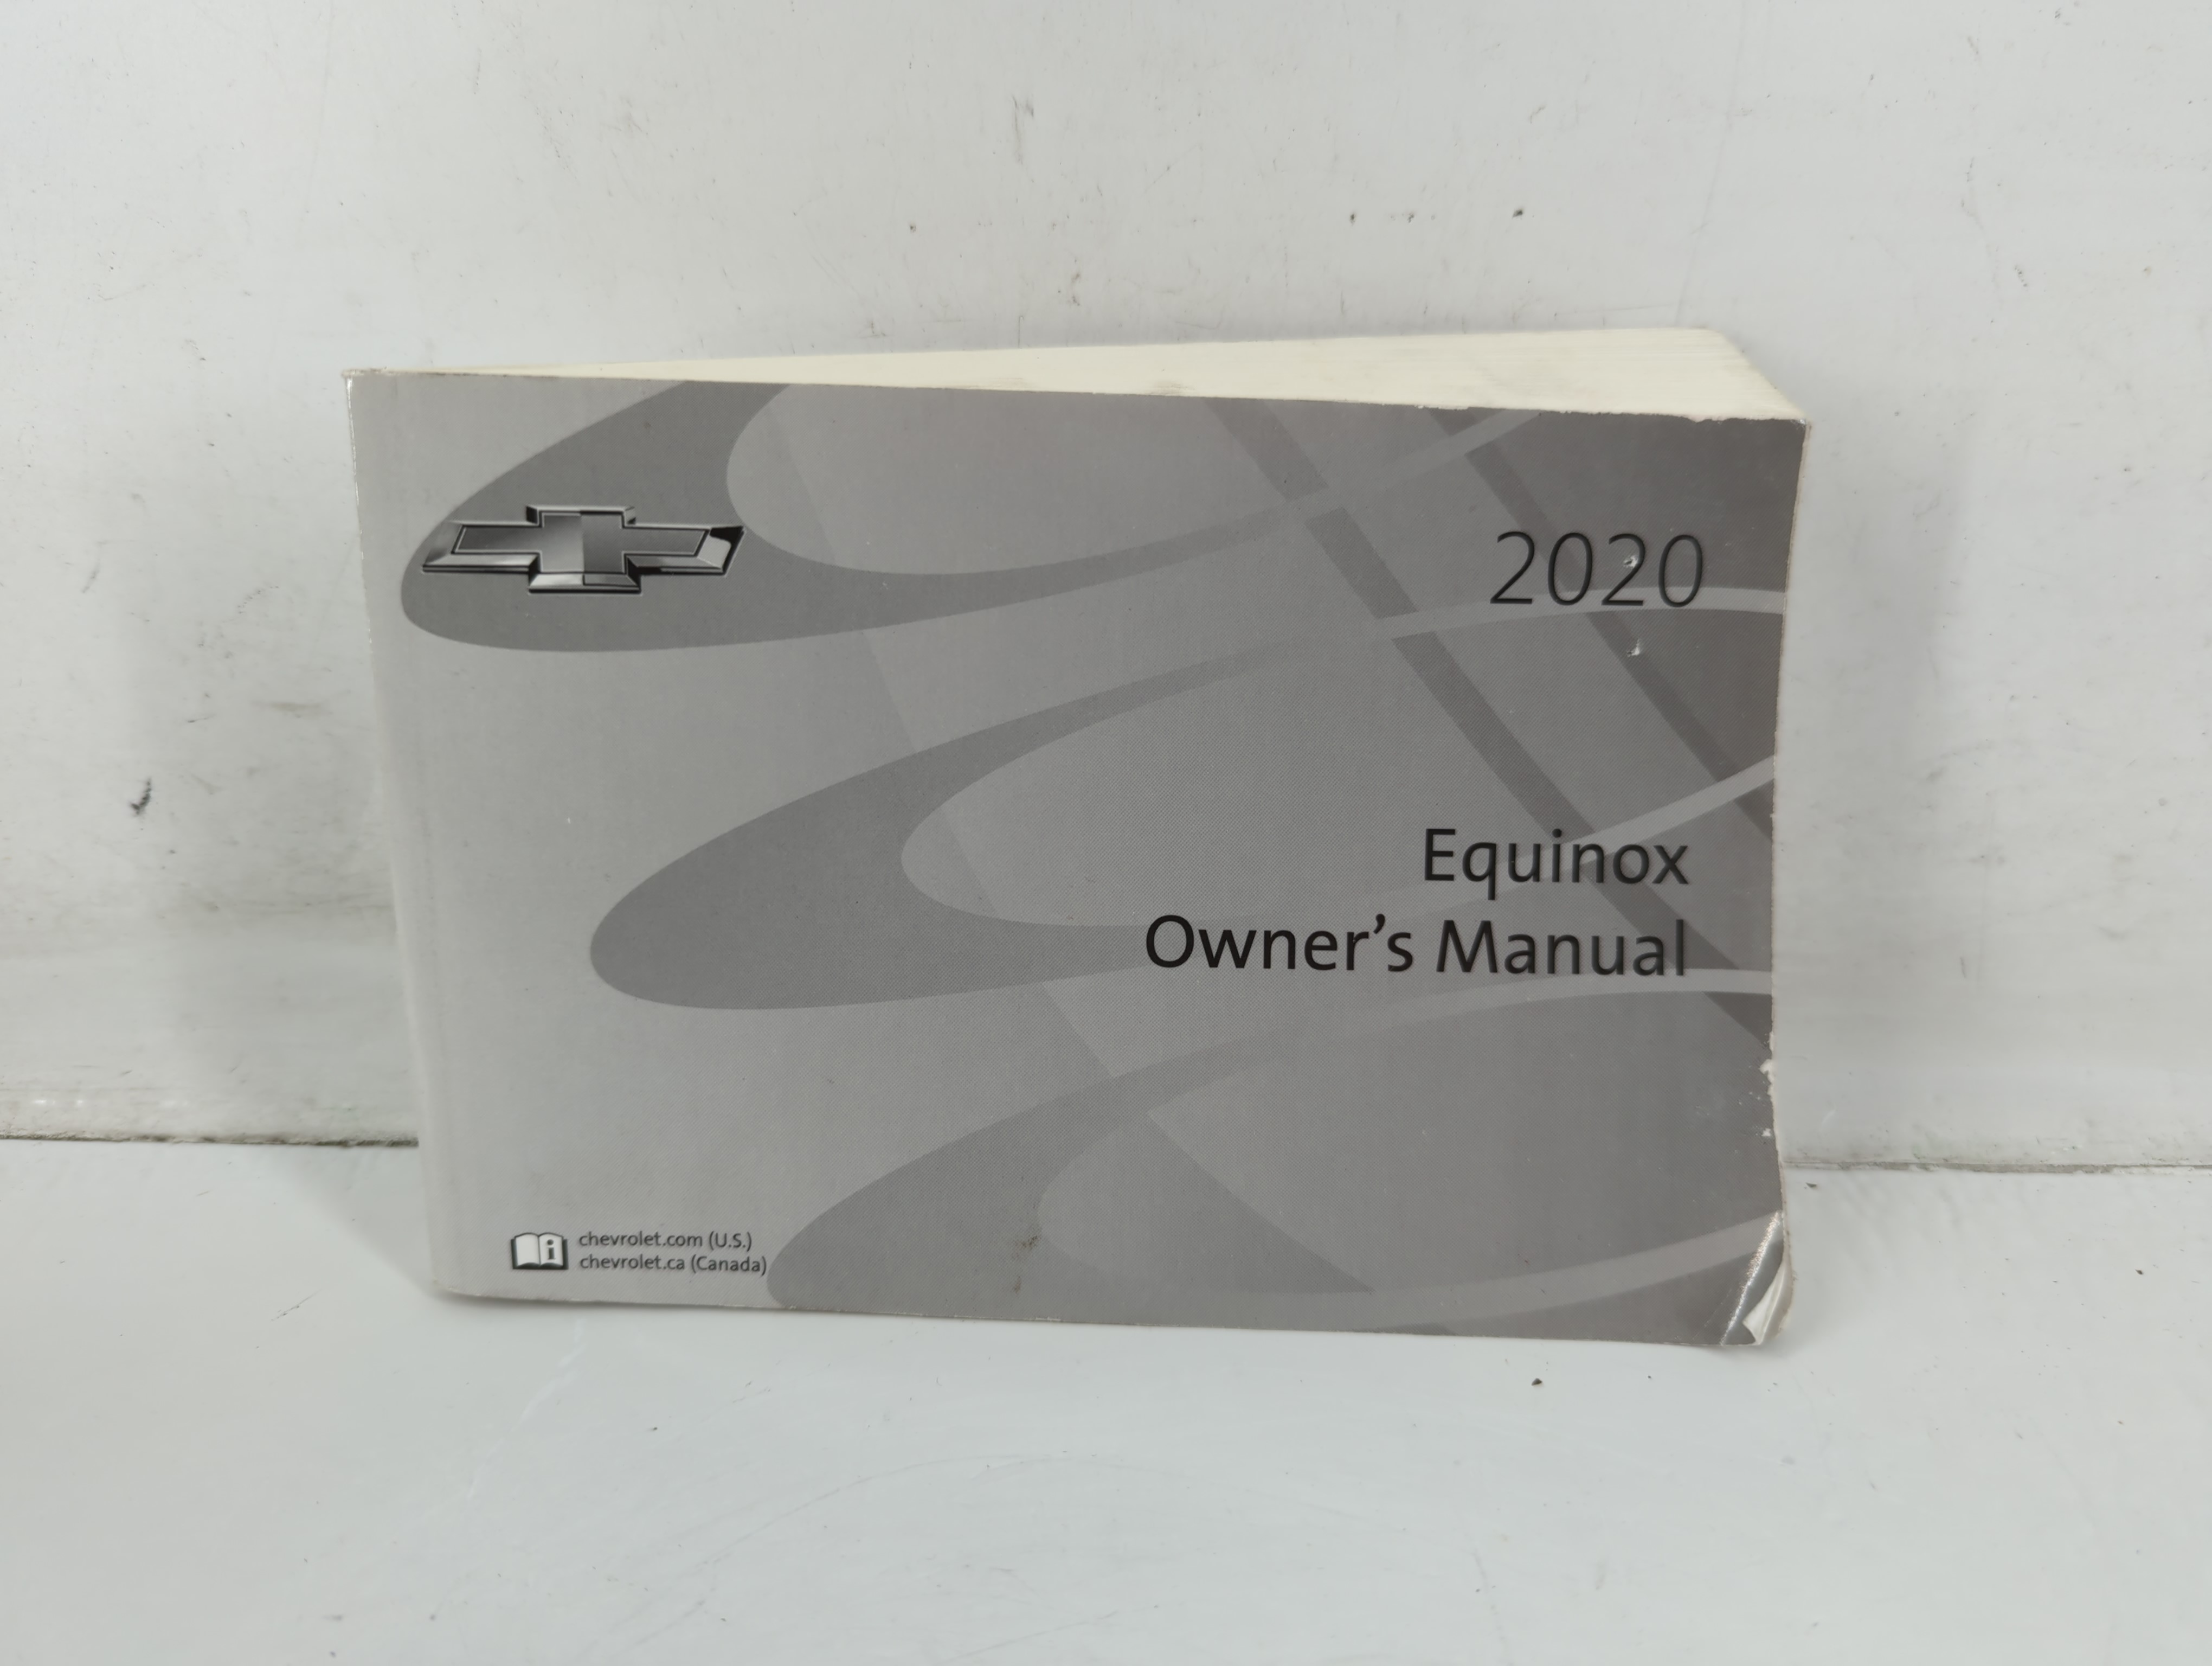 2020
Equinox
Owner's Manual
chevrolet.com (U.S.)
chevrolet.ca (Canada)